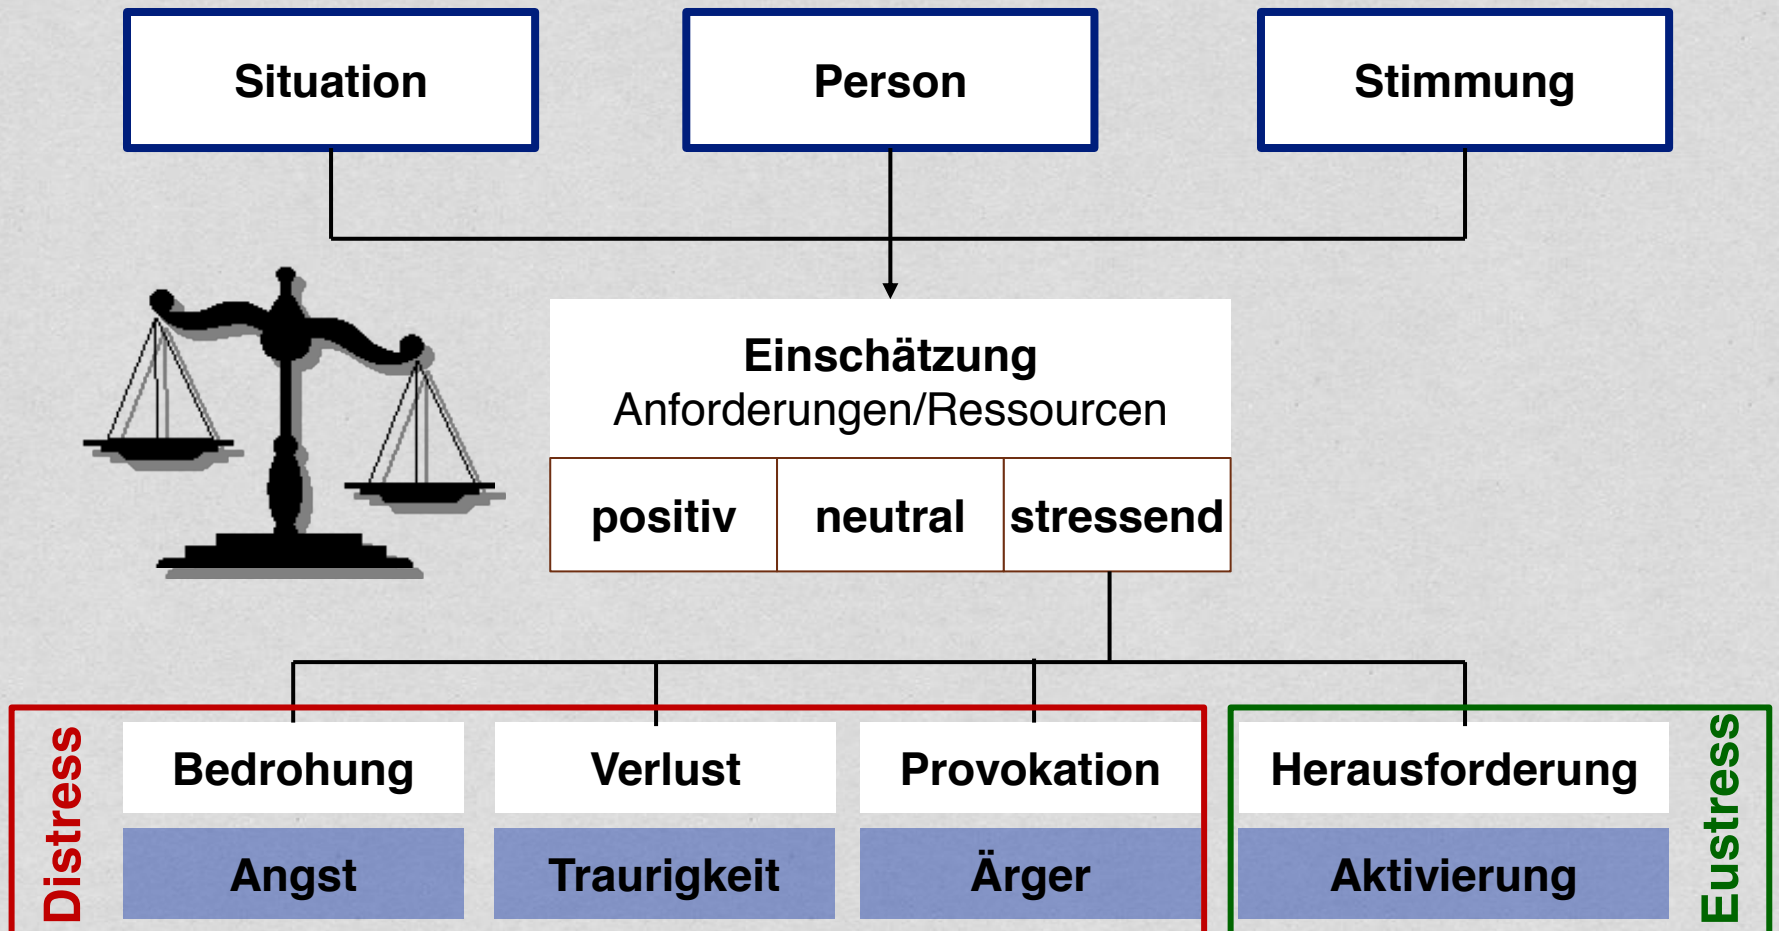 Situation
Person
Stimmung
Einschätzung
Anforderungen/Ressourcen
positiv
neutral
stressend
Distress
Bedrohung
Verlust
Provokation
Herausforderung
Eustress
Angst
Traurigkeit
Ärger
Aktivierung